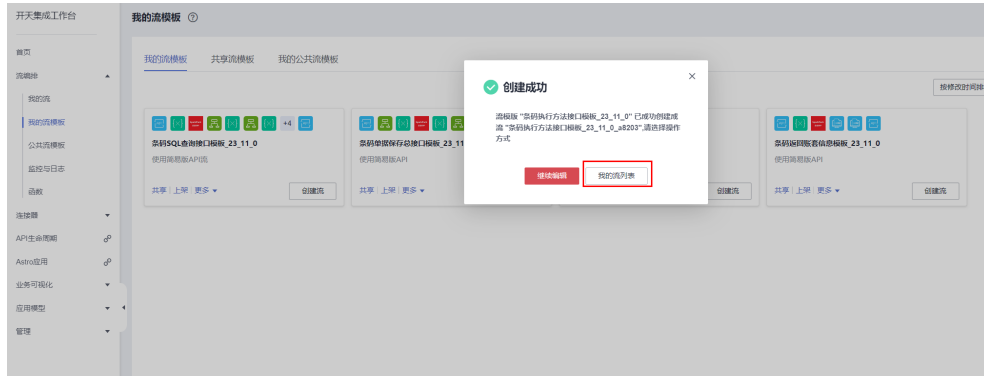 开天集成工作台
我的流模板
首页
流编排
我的流
我的流模板
公共流模板
监控与日志
函数
连接器
API生命周期
Astro应用
业务可视化
应用模型
管理
我的流模板 共享流模板 我的公共流模板
按修改时间排
+4
条码SQL查询接口模板_23_11_0
使用简易版API流
共享 上架 更多
创建流
条码单据保存总接口模板_23_11
使用简易版API
共享 上架 更多
创建流
条码返回账套信息模板_23_11_0
使用简易版API
共享 上架 更多
创建流
创建成功
流模版 "条码执行方法接口模板_23_11_0" 已成功创建成
流 "条码执行方法接口模板_23_11_0_a8203",请选择操作
方式
继续编辑 我的流列表